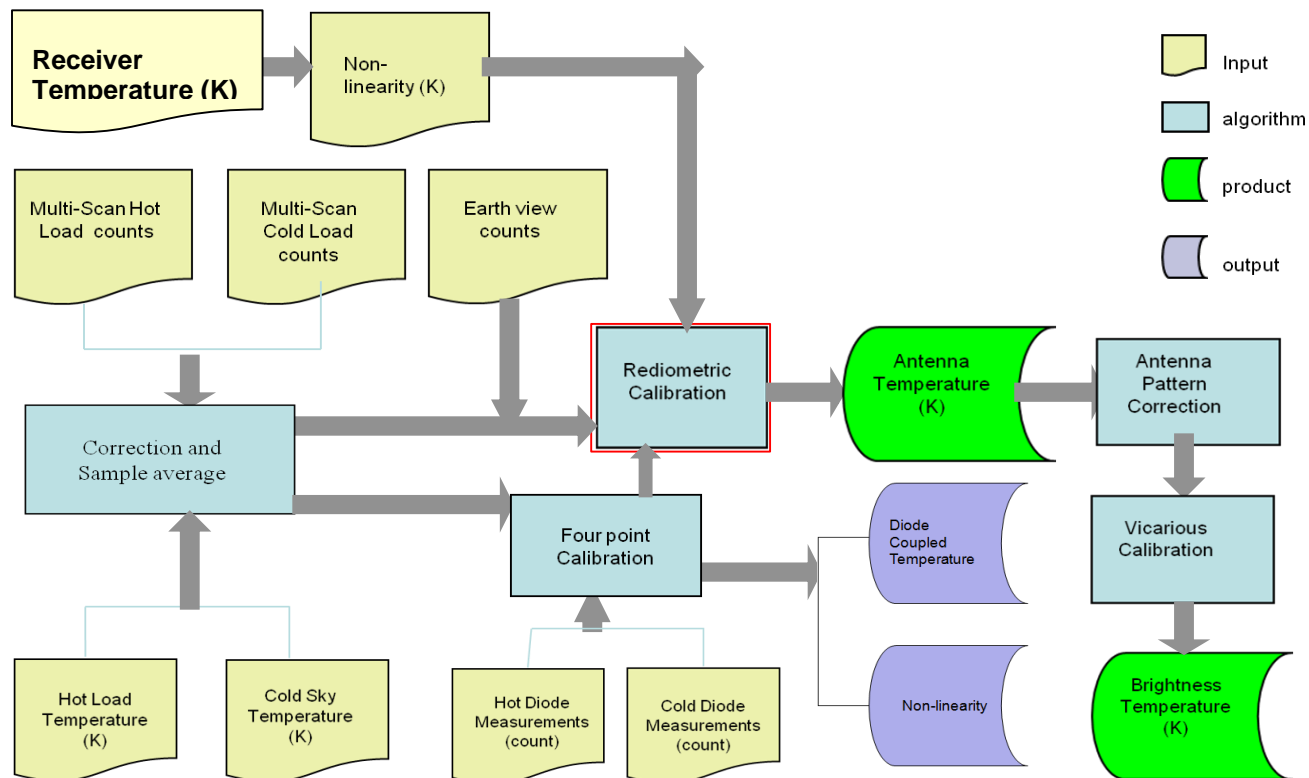 Receiver
Temperature (K)
Non-
linearity (K)
Input
algorithm
product
output
Multi-Scan Hot
Load counts
Multi-Scan
Cold Load
counts
Earth view
counts
Rediometric
Calibration
Antenna
Temperature
(K)
Antenna
Pattern
Correction
Correction and
Sample average
Four point
Calibration
Diode
Coupled
Temperature
Vicarious
Calibration
Hot Load
Temperature
(K)
Cold Sky
Temperature
(K)
Hot Diode
Measurements
(count)
Cold Diode
Measurements
(count)
Non-linearity
Brightness
Temperature
(K)